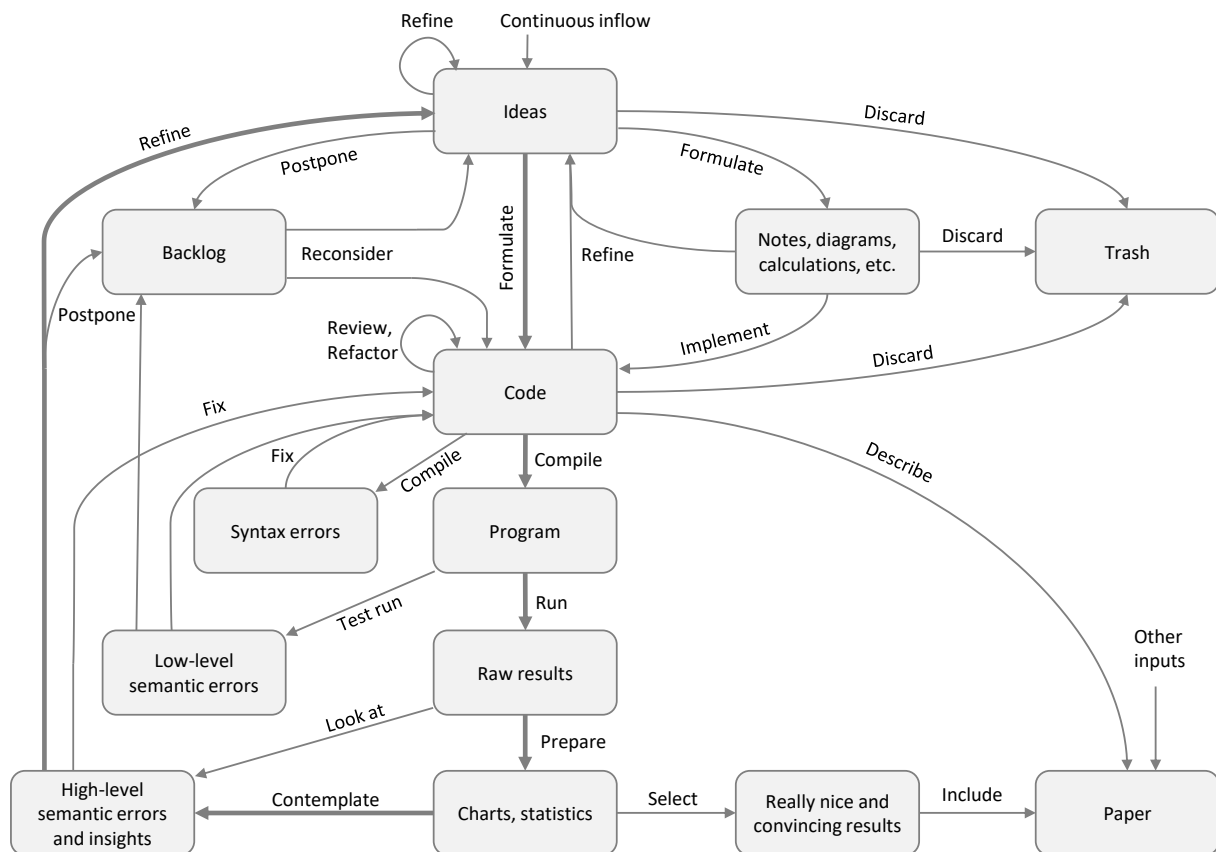 Refine
Continuous inflow
Ideas
Discard
Refine
Postpone
Formulate
Formulate
Backlog
Reconsider
Refine
Notes, diagrams,
calculations, etc.
Discard
Trash
Postpone
Review,
Refactor
Implement
Discard
Code
Fix
Fix
Compile
Compile
Describe
Syntax errors
Program
Test run
Run
Low-level
semantic errors
Raw results
Other
inputs
Look at
Prepare
High-level
semantic errors
and insights
Contemplate
Charts, statistics
Select
Really nice and
convincing results
Include
Paper